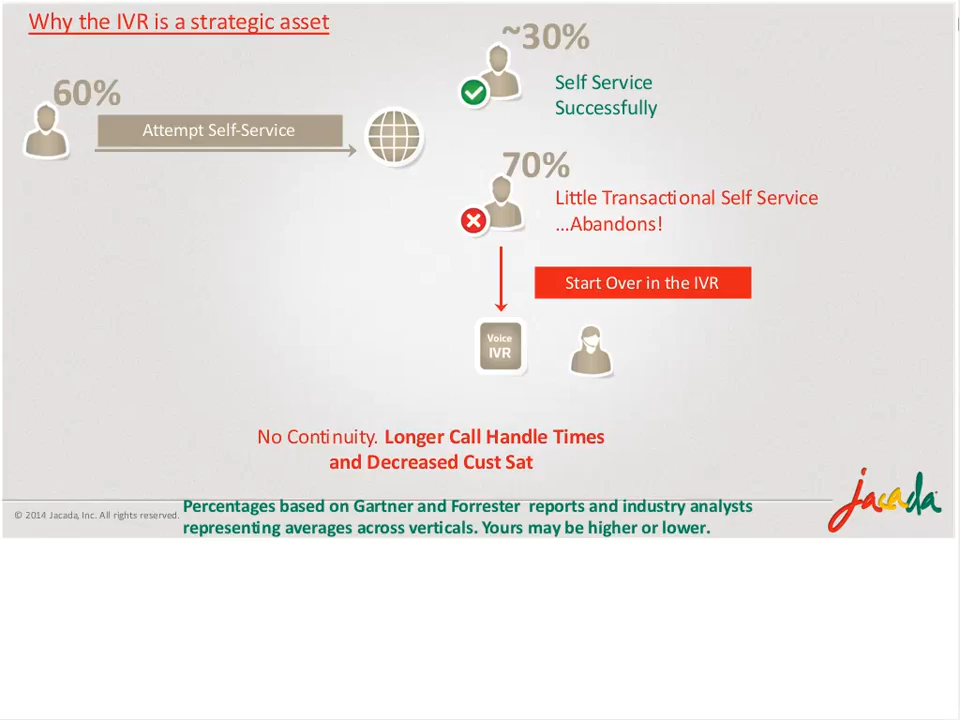 Why the IVR is a strategic asset
~30%
60%
Self Service
Successfully
Attempt Self-Service
70%
Little Transactional Self Service
...Abandons!
Start Over in the IVR
Voice
IVR
No Continuity. Longer Call Handle Times
and Decreased Cust Sat
© 2014 Jacada, Inc. All rights reserved.
Percentages based on Gartner and Forrester reports and industry analysts
representing averages across verticals. Yours may be higher or lower.
jacada